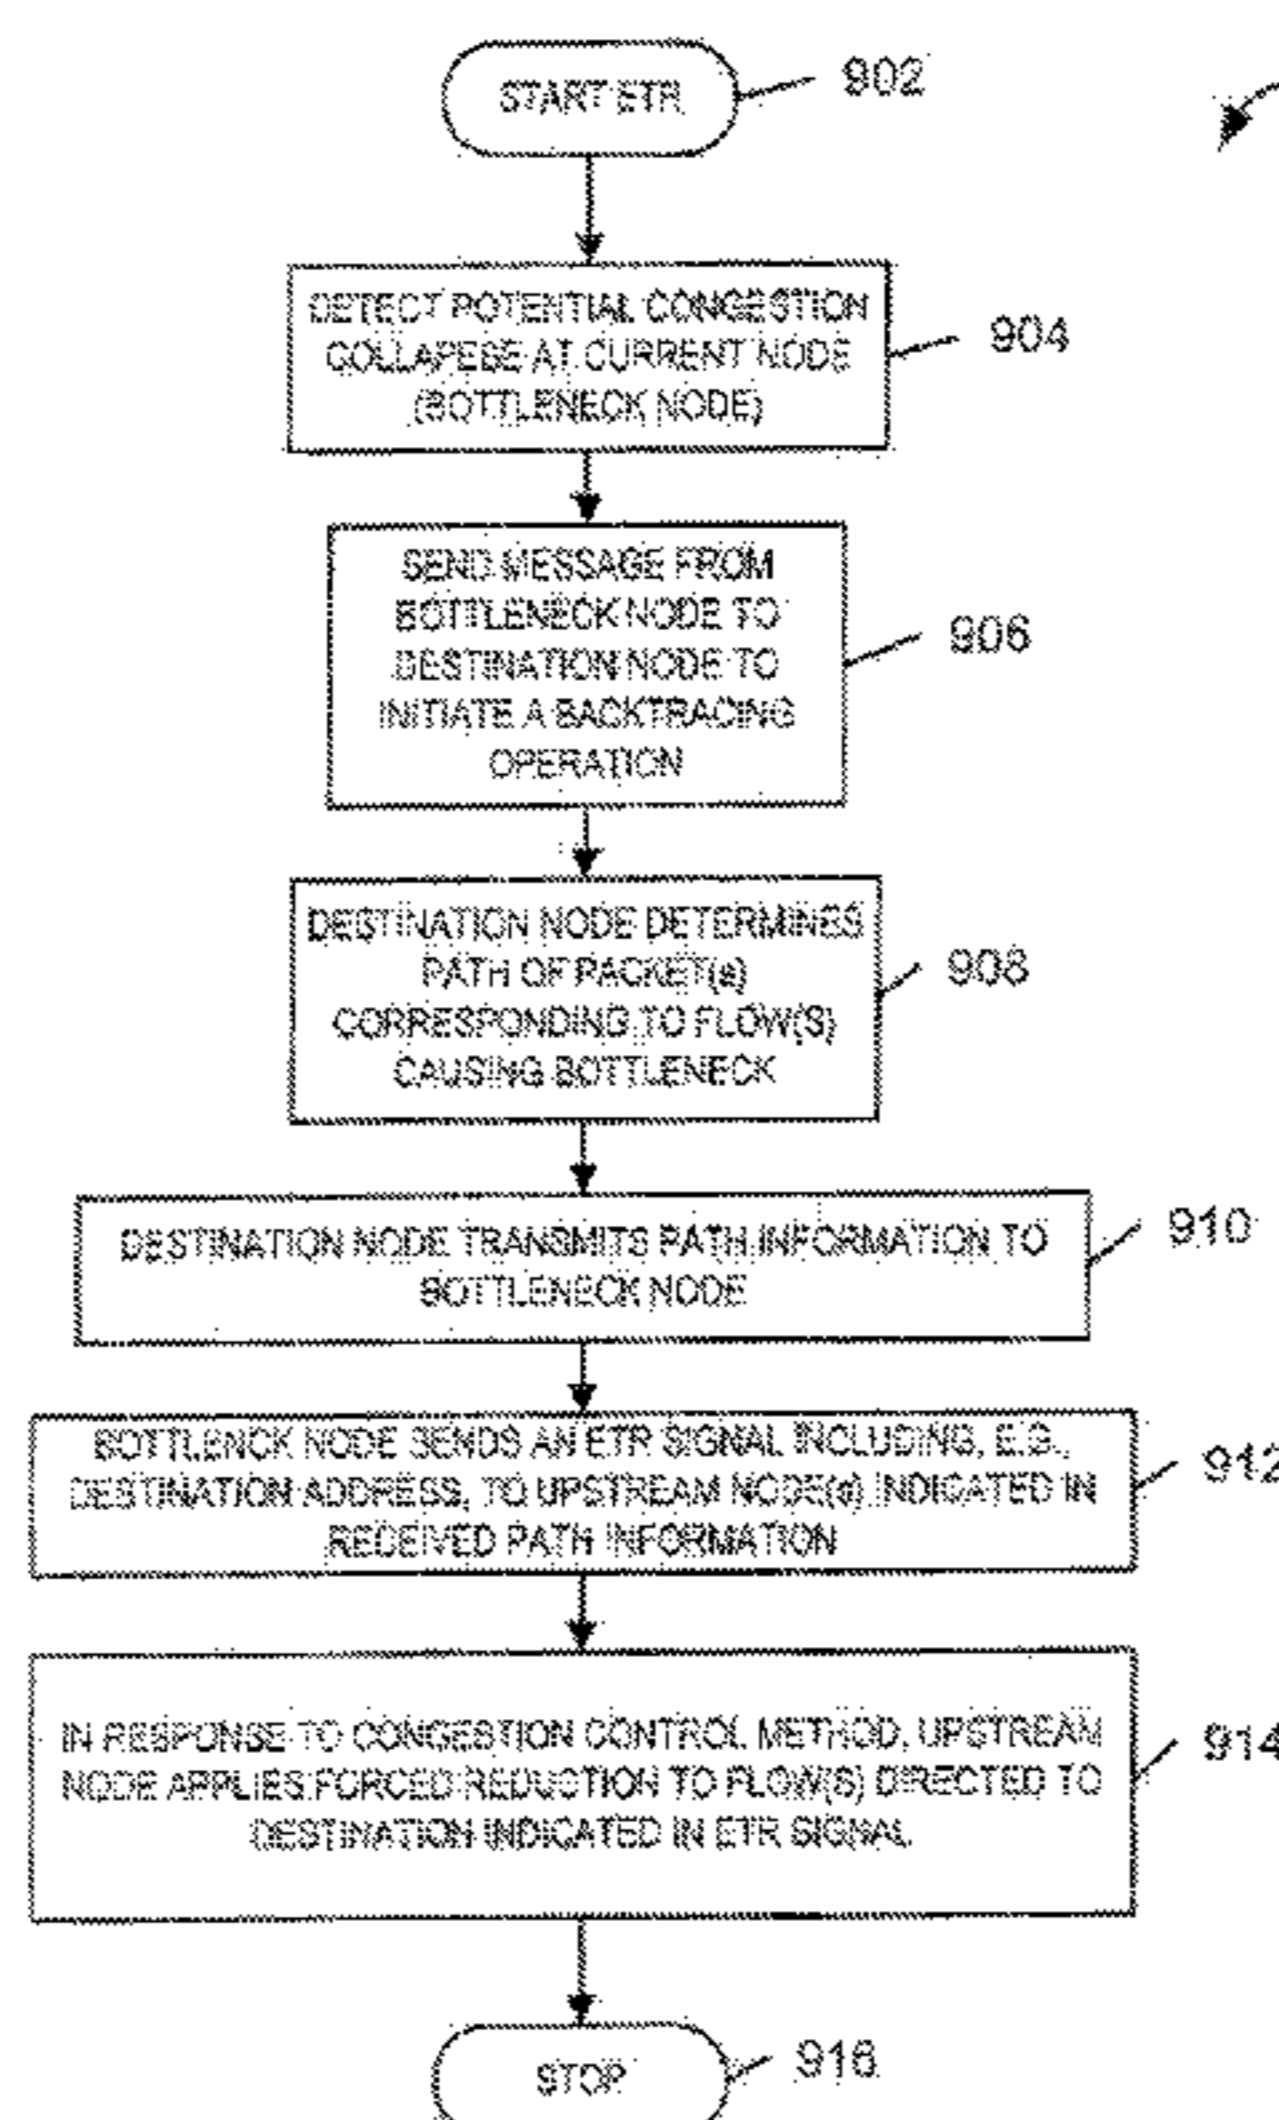 START ETR
902
DETECT POTENTIAL CONGESTION
COLLAPESE AT CURRENT NODE
(BOTTLENECK NODE)
904
SEND MESSAGE FROM
BOTTLENECK NODE TO
DESTINATION NODE TO
INITIATE A BACKTRACING
OPERATION
906
DESTINATION NODE DETERMINES
PATH OF PACKET(s)
CORRESPONDING TO FLOW(S)
CAUSING BOTTLENECK
908
DESTINATION NODE TRANSMITS PATH INFORMATION TO
BOTTLENECK NODE
910
BOTTLENCK NODE SENDS AN ETR SIGNAL INCLUDING, E.G.,
DESTINATION ADDRESS, TO UPSTREAM NODE(s) INDICATED IN
RECEIVED PATH INFORMATION
912
IN RESPONSE TO CONGESTION CONTROL METHOD, UPSTREAM
NODE APPLIES FORCED REDUCTION TO FLOW(S) DIRECTED TO
DESTINATION INDICATED IN ETR SIGNAL
914
STOP
916